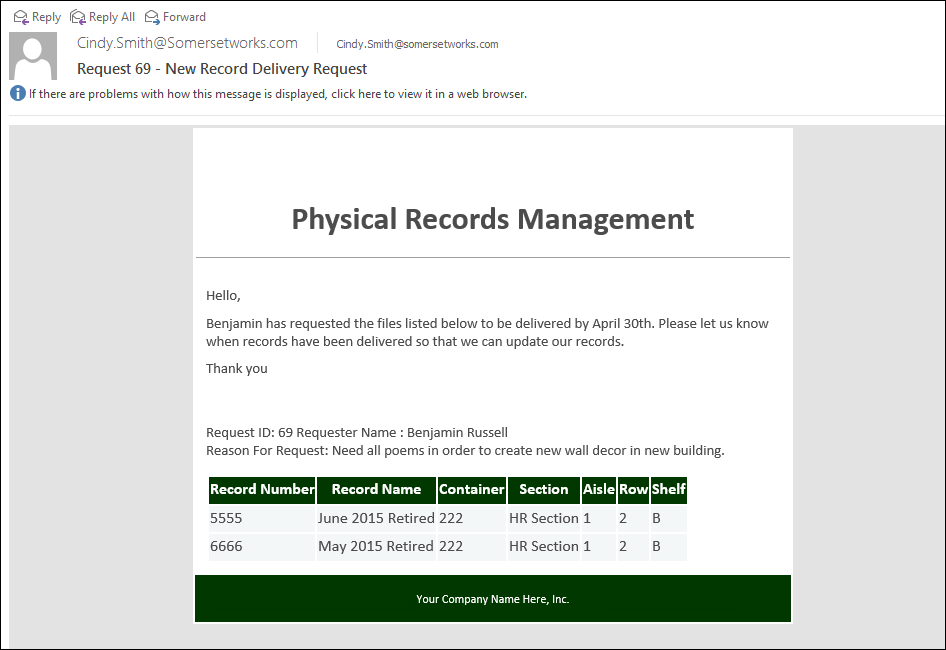 Reply Reply All Forward
Cindy.Smith@Somersetworks.com Cindy.Smith@somersetworks.com
Request 69 - New Record Delivery Request
If there are problems with how this message is displayed, click here to view it in a web browser.
Physical Records Management
Hello,
Benjamin has requested the files listed below to be delivered by April 30th. Please let us know
when records have been delivered so that we can update our records.
Thank you
Request ID: 69 Requester Name : Benjamin Russell
Reason For Request: Need all poems in order to create new wall decor in new building.
Record Number Record Name Container Section Aisle Row Shelf
5555 June 2015 Retired 222 HR Section 1 2 B
6666 May 2015 Retired 222 HR Section 1 2 B
Your Company Name Here, Inc.